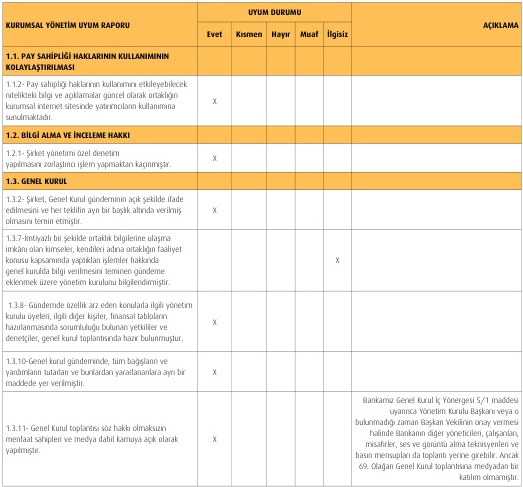 KURUMSAL YÖNETİM UYUM RAPORU
UYUM DURUMU
AÇIKLAMA
Evet
Kısmen
Hayır
Muaf
İlgisiz
1.1. PAY SAHİPLİĞİ HAKLARININ KULLANIMININ
KOLAYLAŞTIRILMASI
1.1.2- Pay sahipliği haklarının kullanımını etkileyebilecek
nitelikteki bilgi ve açıklamalar güncel olarak ortaklığın
kurumsal internet sitesinde yatırımcıların kullanımına
sunulmaktadır.
X
1.2. BİLGİ ALMA VE İNCELEME HAKKI
1.2.1- Şirket yönetimi özel denetim
yapılmasını zorlaştırıcı işlem yapmaktan kaçınmıştır.
X
1.3. GENEL KURUL
1.3.2- Şirket, Genel Kurul gündeminin açık şekilde ifade
edilmesini ve her teklifin ayrı bir başlık altında verilmiş
olmasını temin etmiştir.
X
1.3.7-İmtiyazlı bir şekilde ortaklık bilgilerine ulaşma
imkânı olan kimseler, kendileri adına ortaklığın faaliyet
konusu kapsamında yaptıkları işlemler hakkında
genel kurulda bilgi verilmesini teminen gündeme
eklenmek üzere yönetim kurulunu bilgilendirmiştir.
X
1.3.8- Gündemde özellik arz eden konularla ilgili yönetim
kurulu üyeleri, ilgili diğer kişiler, finansal tabloların
hazırlanmasında sorumluluğu bulunan yetkililer ve
denetçiler, genel kurul toplantısında hazır bulunmuştur.
X
1.3.10-Genel kurul gündeminde, tüm bağışların ve
yardımların tutarları ve bunlardan yararlananlara ayrı bir
maddede yer verilmiştir.
X
1.3.11- Genel Kurul toplantısı söz hakkı olmaksızın
menfaat sahipleri ve medya dahil kamuya açık olarak
yapılmıştır.
X
Bankamız Genel Kurul İç Yönergesi 5/1 maddesi
uyarınca Yönetim Kurulu Başkanı veya o
bulunmadığı zaman Başkan Vekilinin onay vermesi
halinde Bankanın diğer yöneticileri, çalışanları,
misafirler, ses ve görüntü alma teknisyenleri ve
basın mensupları da toplantı yerine girebilir. Ancak
69. Olağan Genel Kurul toplantısına medyadan bir
katılım olmamıştır.